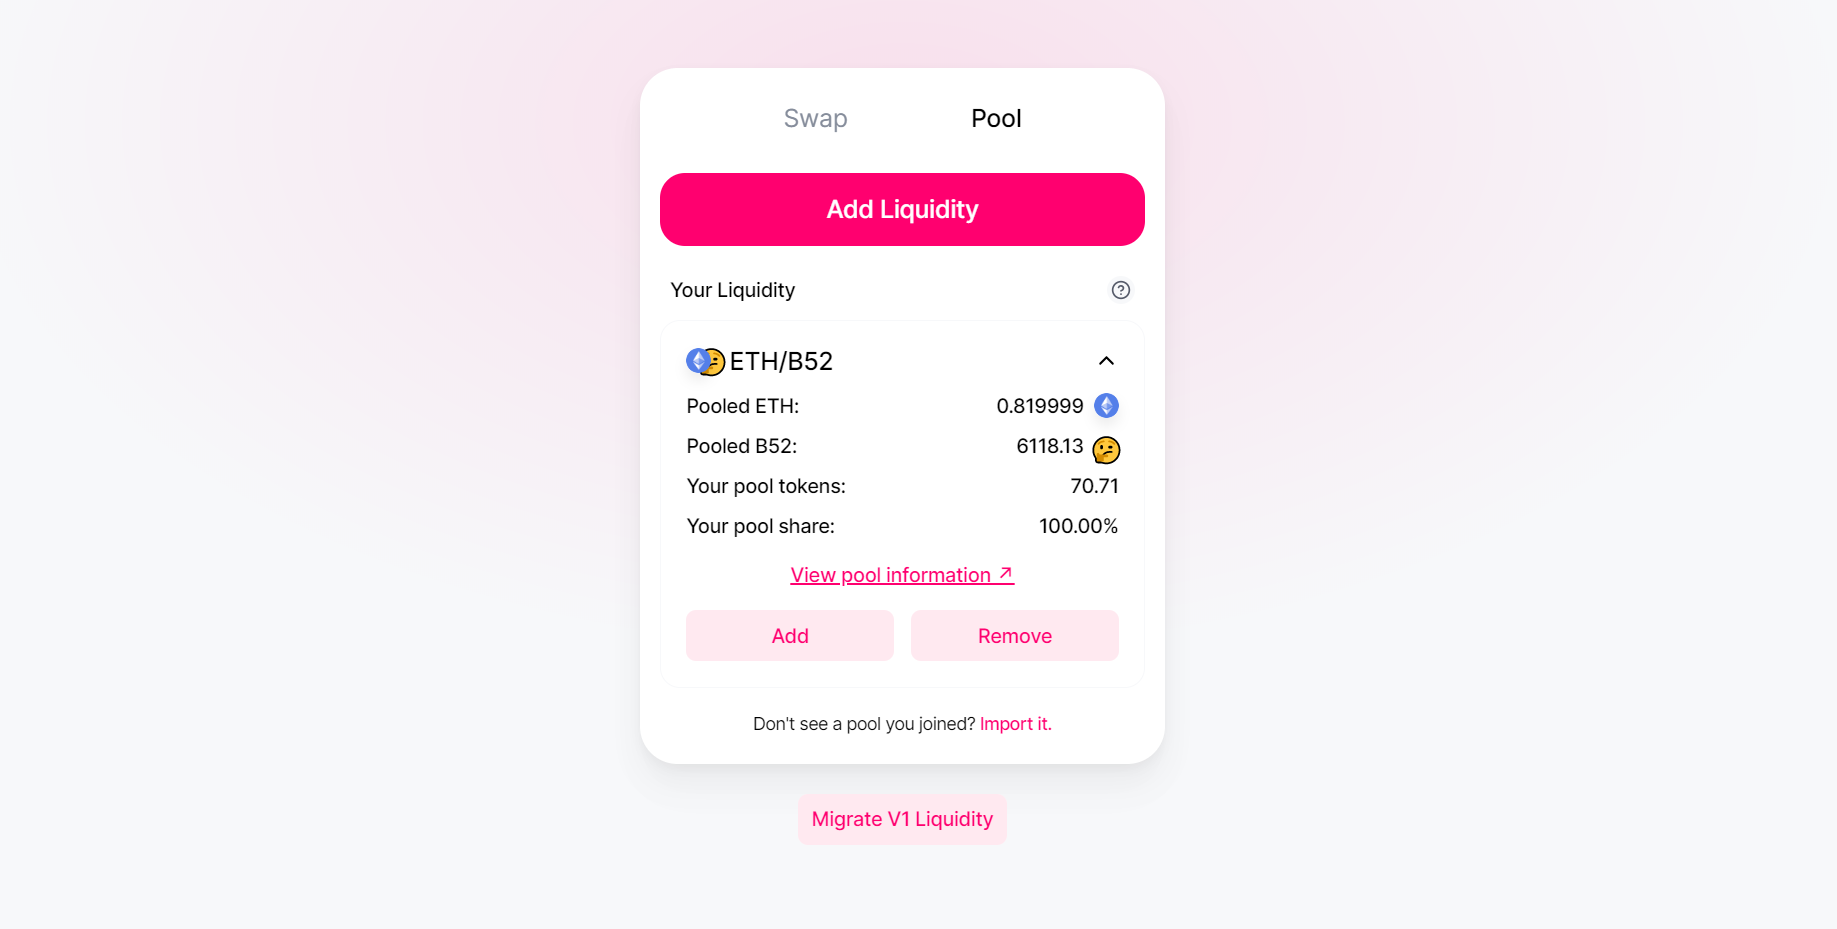 Swap Pool
Add Liquidity
Your Liquidity
ETH/B52
Pooled ETH: 0.819999
Pooled B52: 6118.13
Your pool tokens: 70.71
Your pool share: 100.00%
View pool information ↗
Add Remove
Don't see a pool you joined? Import it.
Migrate V1 Liquidity